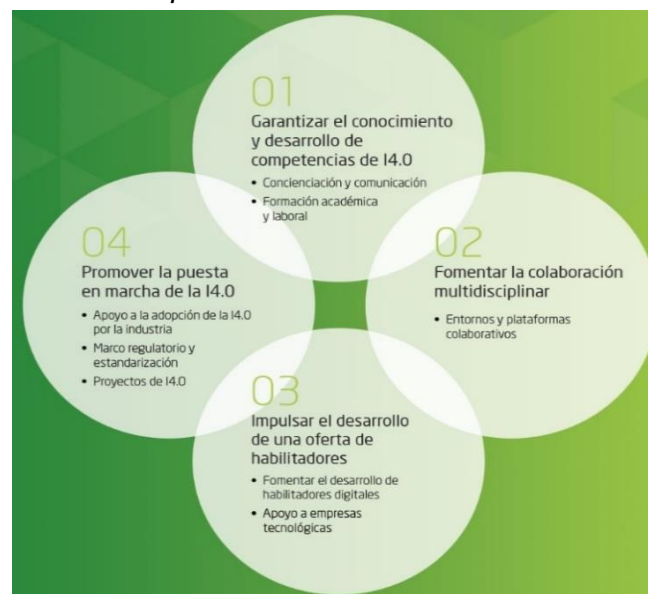 01
Garantizar el conocimiento
y desarrollo de
competencias de I4.0
• Concienciación y comunicación
• Formación académica
y laboral
02
Fomentar la colaboración
multidisciplinar
• Entornos y plataformas
colaborativos
03
Impulsar el desarrollo
de una oferta de
habilitadores
• Fomentar el desarrollo de
habilitadores digitales
• Apoyo a empresas
tecnológicas
04
Promover la puesta
en marcha de la I4.0
• Apoyo a la adopción de la I4.0
por la industria
• Marco regulatorio y
estandarización
• Proyectos de I4.0